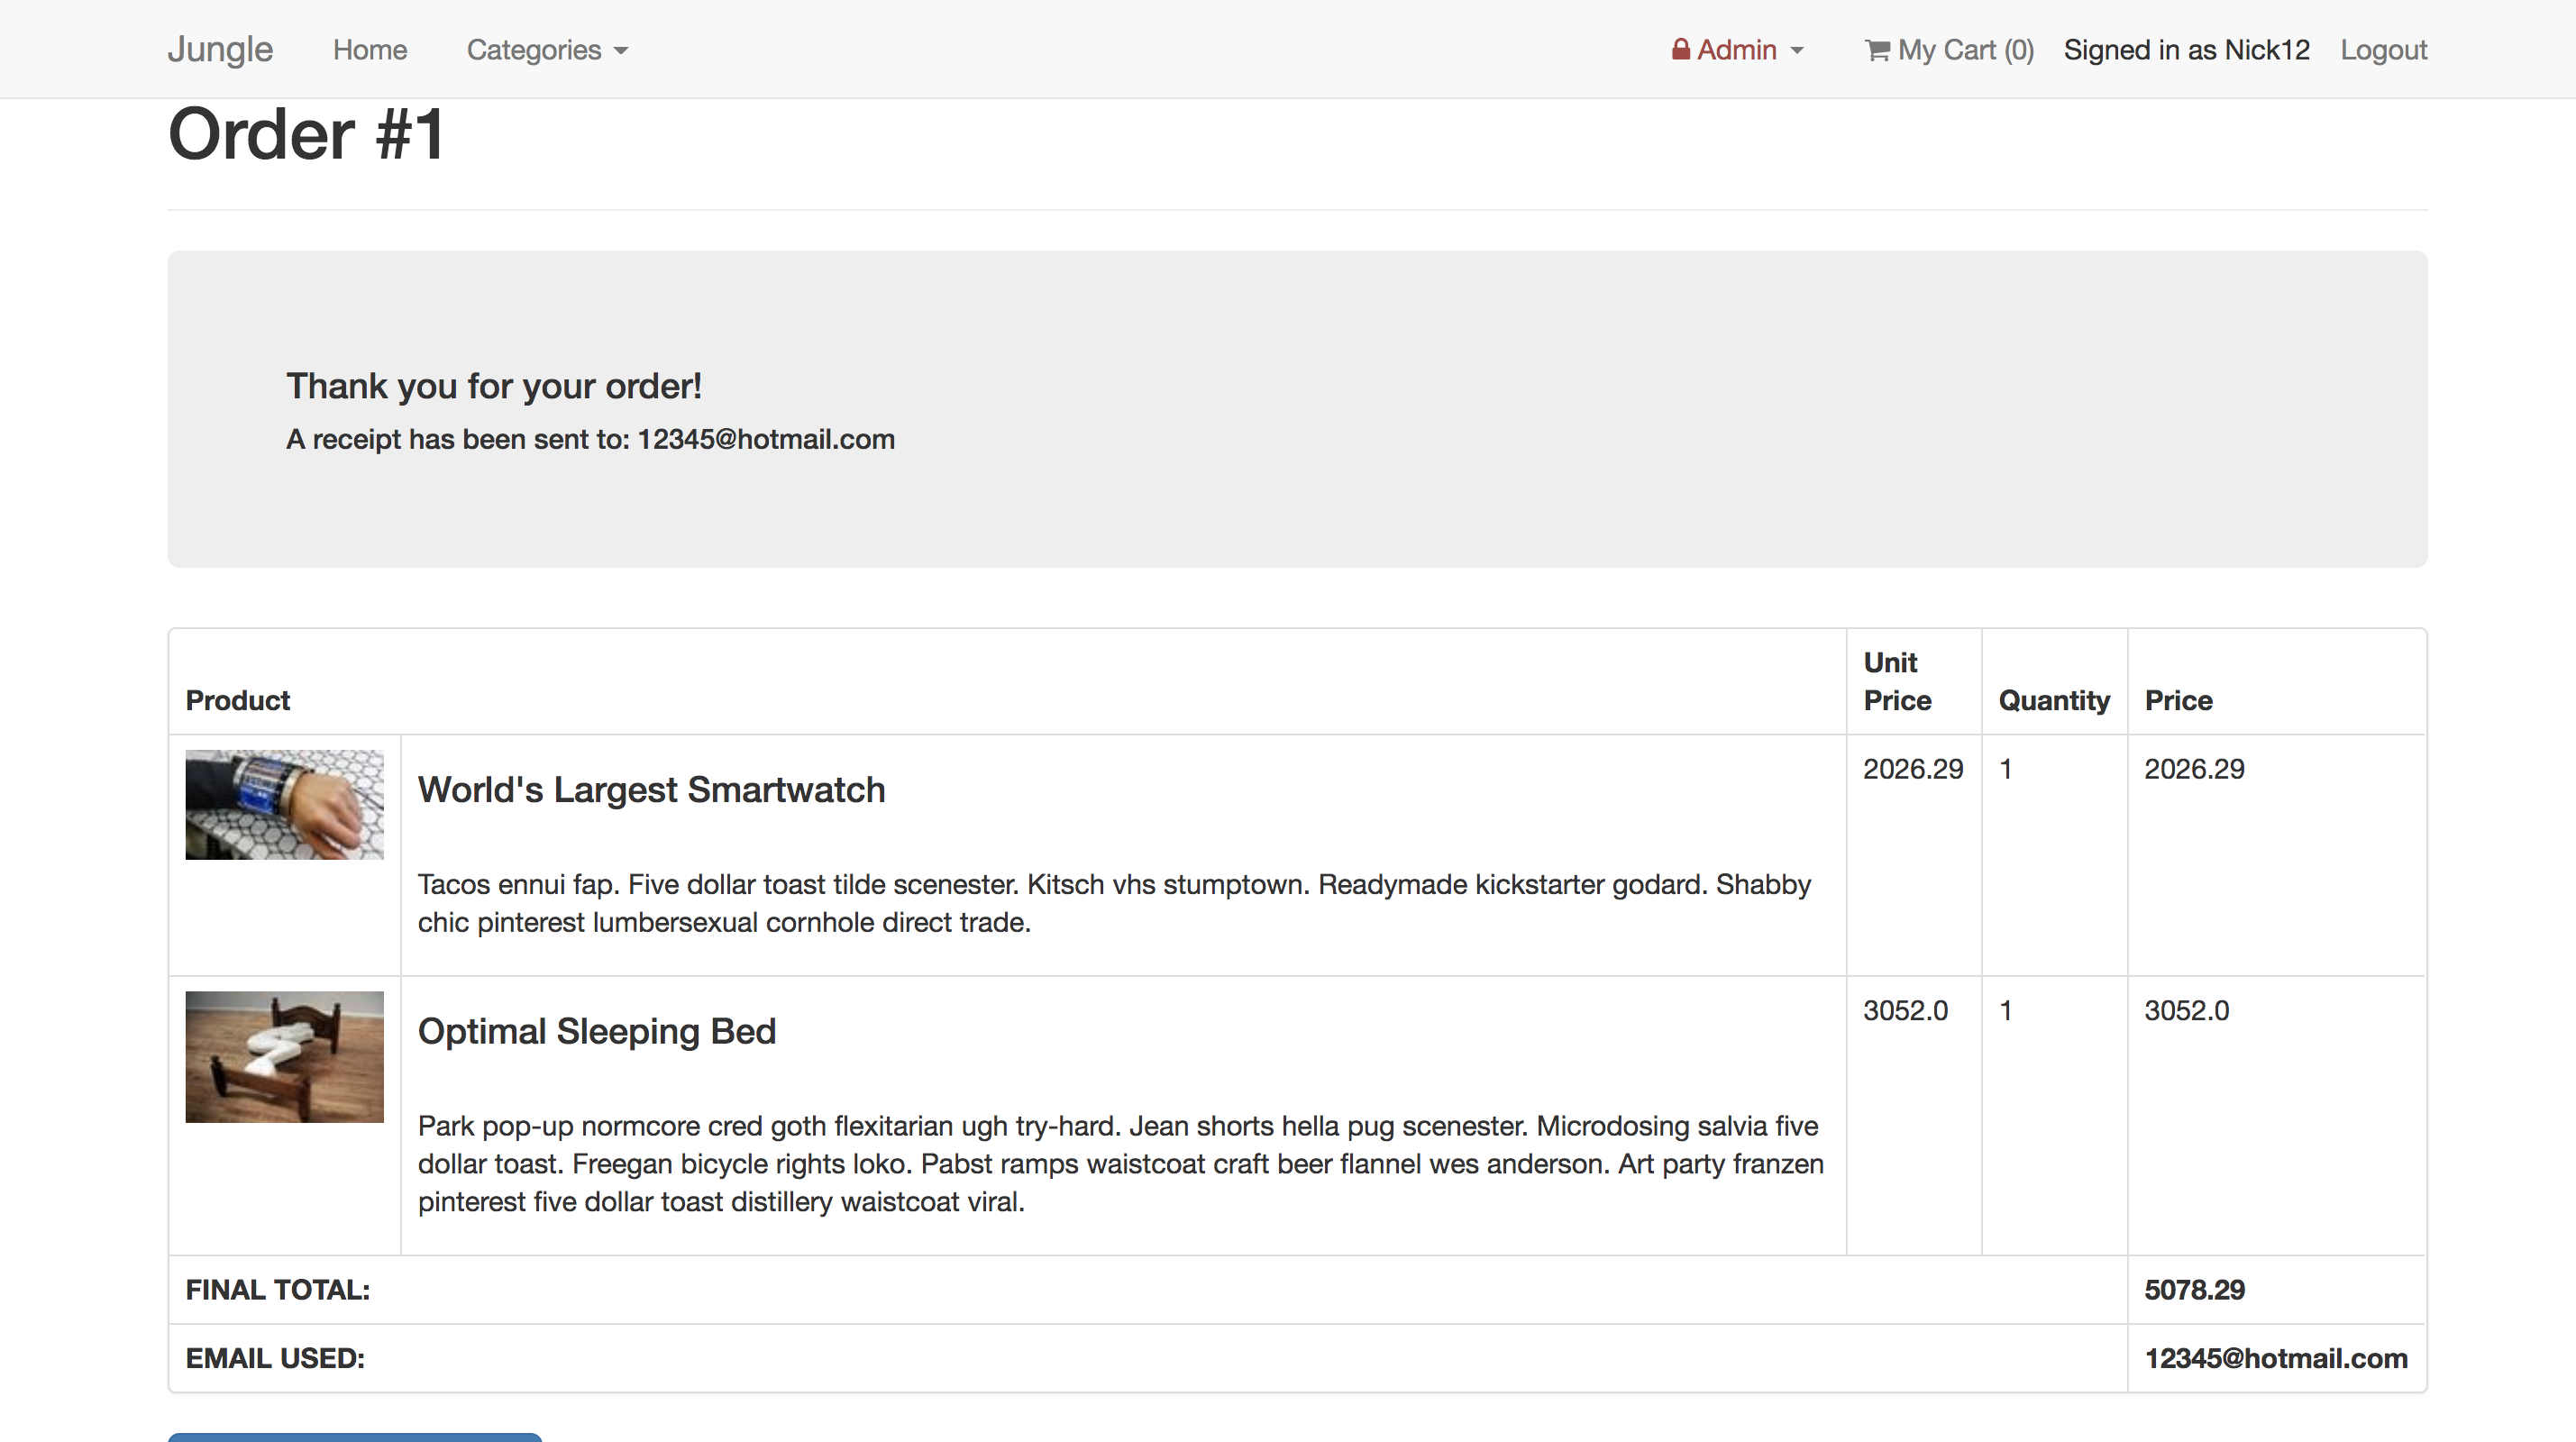 Jungle Home Categories Admin My Cart (0) Signed in as Nick12 Logout
Order #1
Thank you for your order!
A receipt has been sent to: 12345@hotmail.com
Product Unit Price Quantity Price
World's Largest Smartwatch 2026.29 1 2026.29
Tacos ennui fap. Five dollar toast tilde scenester. Kitsch vhs stumptown. Readymade kickstarter godard. Shabby
chic pinterest lumbersexual cornhole direct trade.
Optimal Sleeping Bed 3052.0 1 3052.0
Park pop-up normcore cred goth flexitarian ugh try-hard. Jean shorts hella pug scenester. Microdosing salvia five
dollar toast. Freegan bicycle rights loko. Pabst ramps waistcoat craft beer flannel wes anderson. Art party franzen
pinterest five dollar toast distillery waistcoat viral.
FINAL TOTAL: 5078.29
EMAIL USED: 12345@hotmail.com